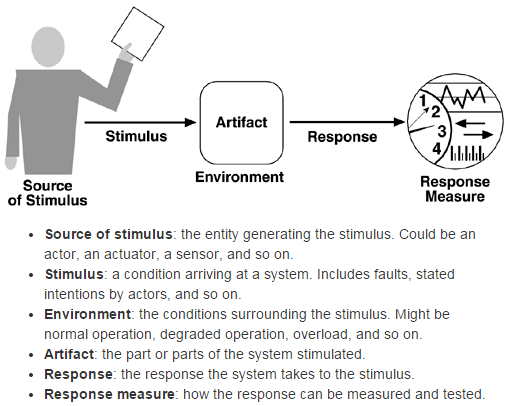 Stimulus
Artifact
Response
Environment
Source
of Stimulus
1
2
3
4
Response
Measure
• Source of stimulus: the entity generating the stimulus. Could be an
actor, an actuator, a sensor, and so on.
• Stimulus: a condition arriving at a system. Includes faults, stated
intentions by actors, and so on.
• Environment: the conditions surrounding the stimulus. Might be
normal operation, degraded operation, overload, and so on.
• Artifact: the part or parts of the system stimulated.
• Response: the response the system takes to the stimulus.
• Response measure: how the response can be measured and tested.